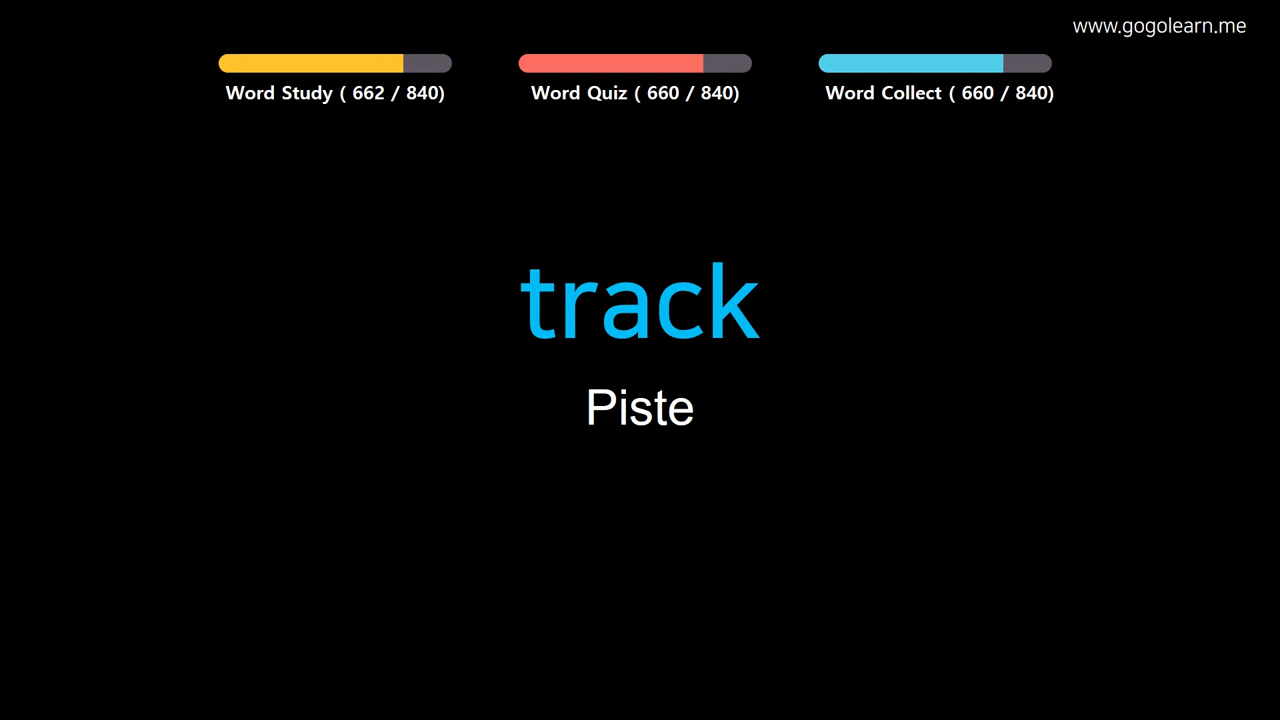 www.gogolearn.me
Word Study ( 662 / 840)
Word Quiz ( 660 / 840)
Word Collect ( 660 / 840)
track
Piste